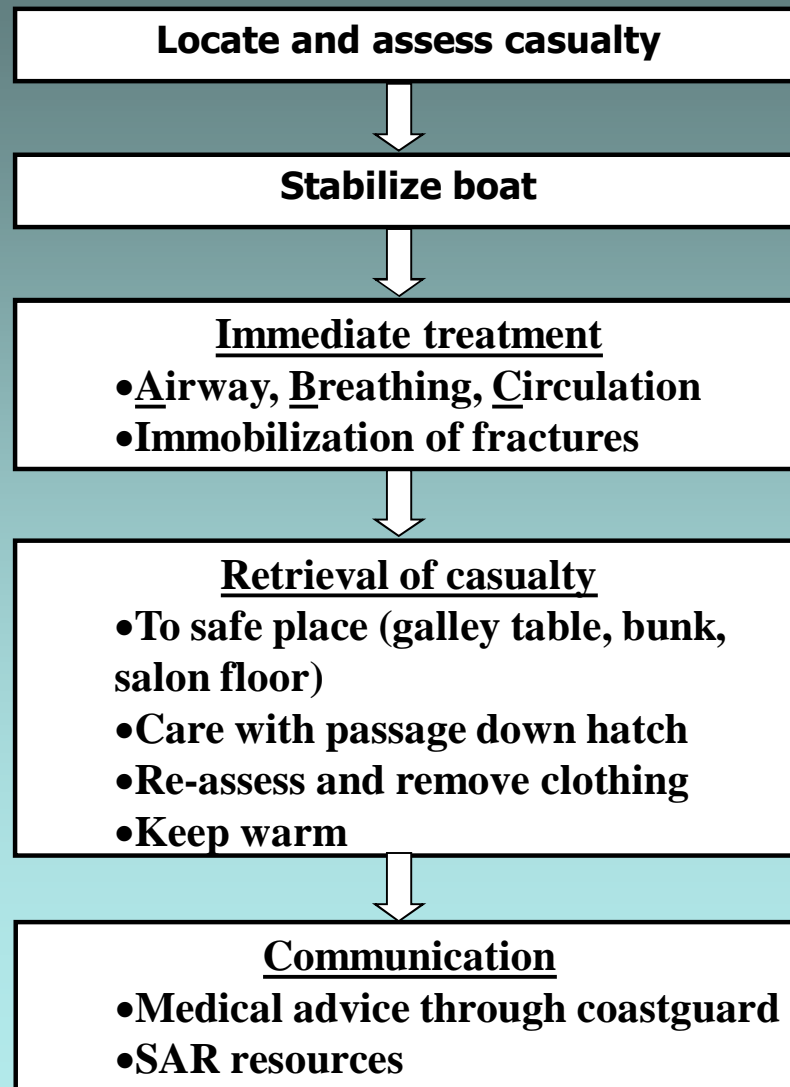 Locate and assess casualty
Stabilize boat
Immediate treatment
•Airway, Breathing, Circulation
•Immobilization of fractures
Retrieval of casualty
•To safe place (galley table, bunk,
salon floor)
•Care with passage down hatch
•Re-assess and remove clothing
•Keep warm
Communication
•Medical advice through coastguard
•SAR resources